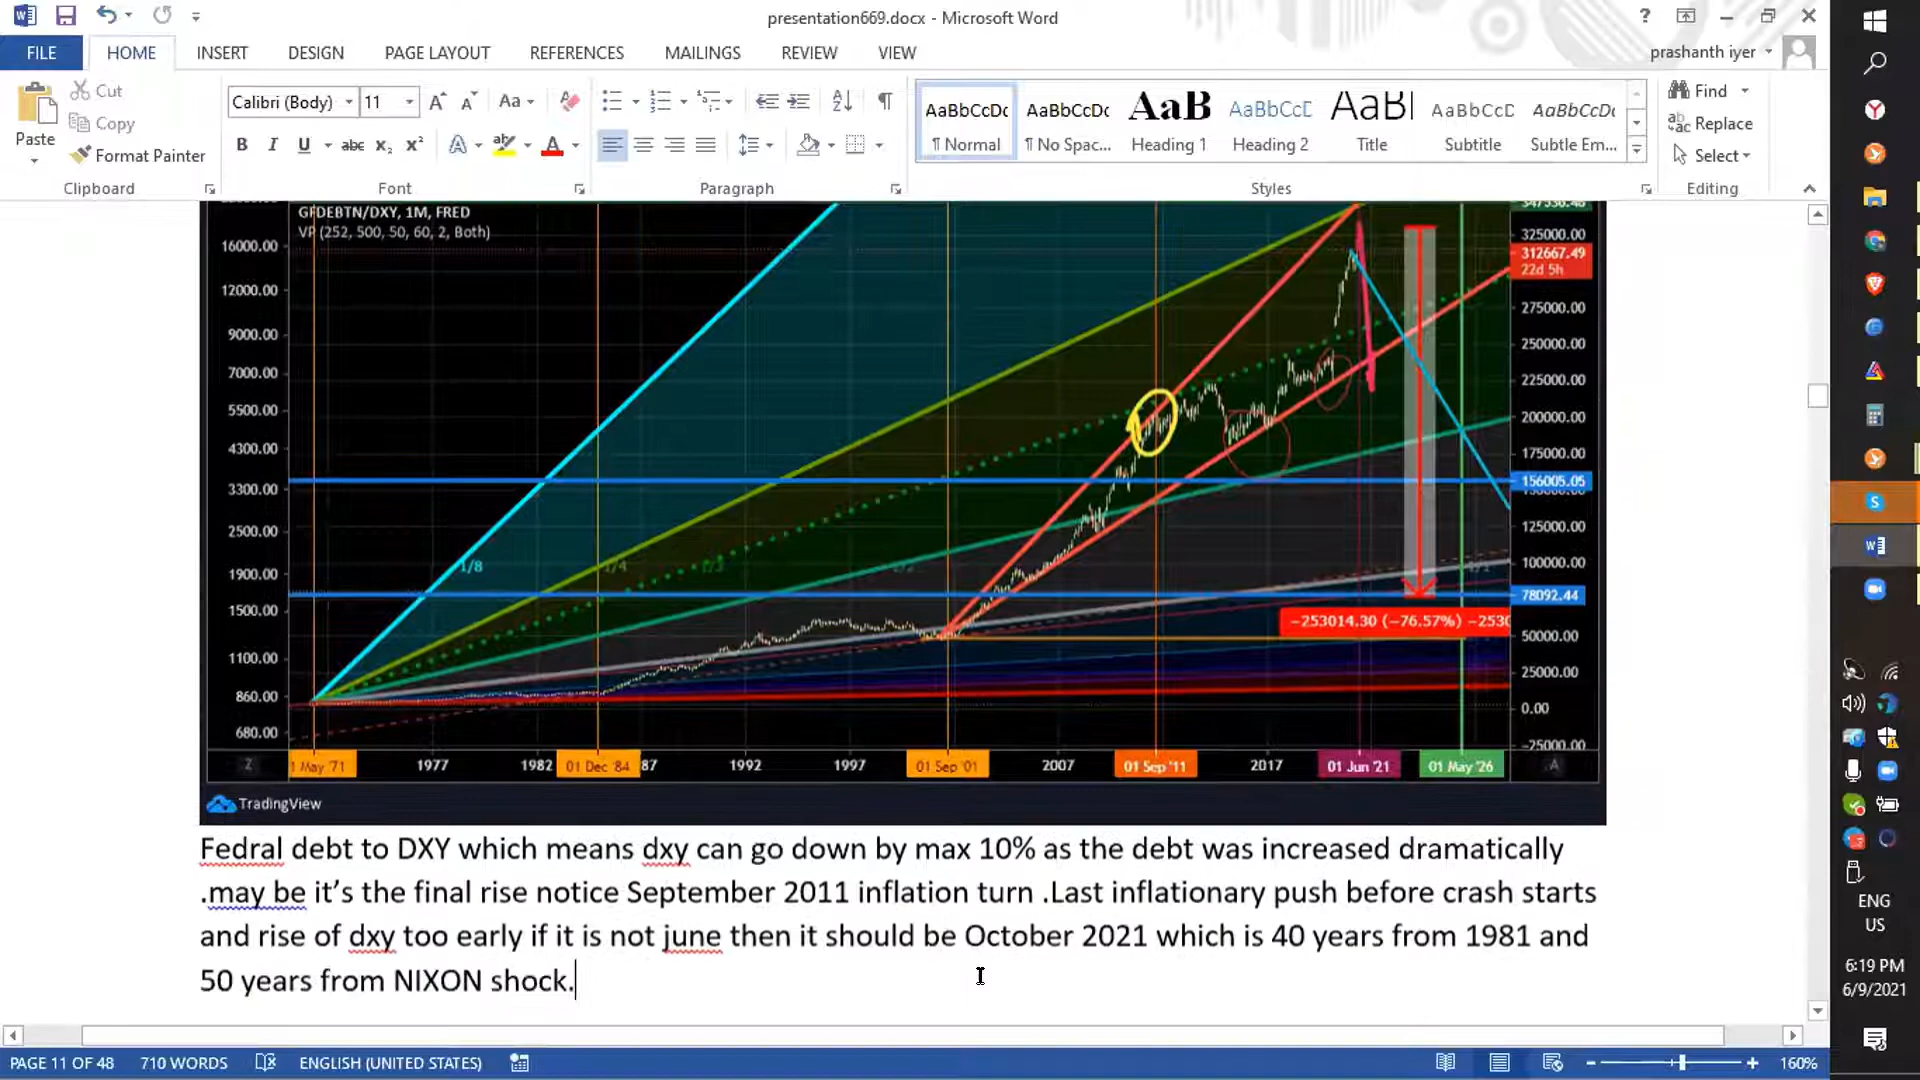 presentation669.docx - Microsoft Word
FILE HOME INSERT DESIGN PAGE LAYOUT REFERENCES MAILINGS REVIEW VIEW prashanth iyer
Paste Cut Copy Format Painter
Calibri (Body) 11
AaBbCcDc AaBbCcDc AaB AaBbCcD AaB AaBbCcD AaBbCcDc
¶ Normal ¶ No Spac... Heading 1 Heading 2 Title Subtitle Subtle Em...
Find Replace Select
Clipboard Font Paragraph Styles Editing
GFDEBTN/DXY, 1M, FRED
VP (252, 500, 50, 60, 2, Both)
16000.00
12000.00
9000.00
7000.00
5500.00
4300.00
3300.00
2500.00
1900.00
1500.00
1100.00
860.00
680.00
1/8 1/4 1/3 1/2 1/1
347536.48
325000.00
312667.49
22d 5h
275000.00
250000.00
225000.00
200000.00
175000.00
156005.05
125000.00
100000.00
78092.44
50000.00
25000.00
0.00
-25000.00
−253014.30 (−76.57%) −2530
Z 1 May '71 1977 1982 01 Dec '84 87 1992 1997 01 Sep '01 2007 01 Sep '11 2017 01 Jun '21 01 May '26 A
TradingView
Fedral debt to DXY which means dxy can go down by max 10% as the debt was increased dramatically
.may be it's the final rise notice September 2011 inflation turn .Last inflationary push before crash starts
and rise of dxy too early if it is not june then it should be October 2021 which is 40 years from 1981 and
50 years from NIXON shock.
PAGE 11 OF 48 710 WORDS ENGLISH (UNITED STATES) 160%
ENG
US
6:19 PM
6/9/2021